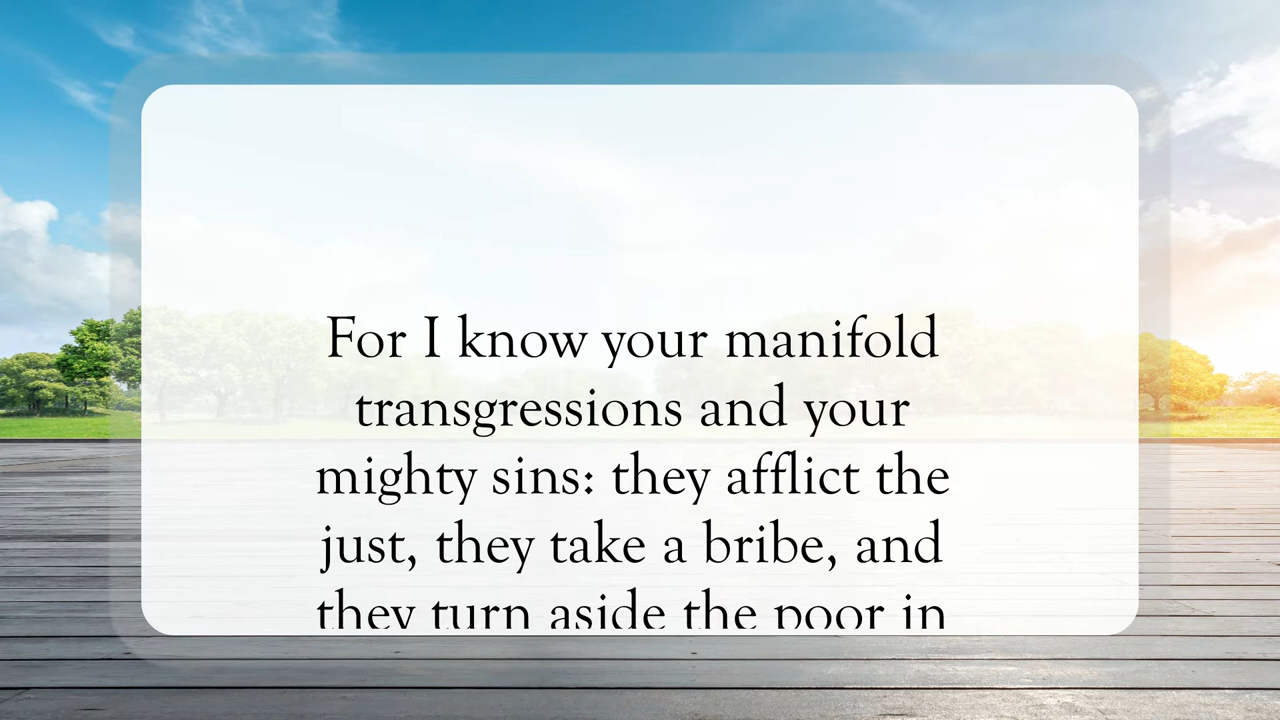 For I know your manifold
transgressions and your
mighty sins: they afflict the
just, they take a bribe, and
they turn aside the poor in